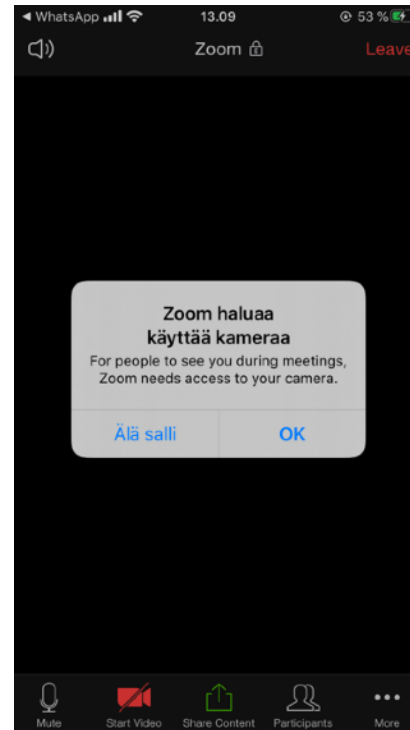 WhatsApp 13.09 53 %
Zoom Leave
Zoom haluaa
käyttää kameraa
For people to see you during meetings,
Zoom needs access to your camera.
Älä salli OK
Mute Start Video Share Content Participants More